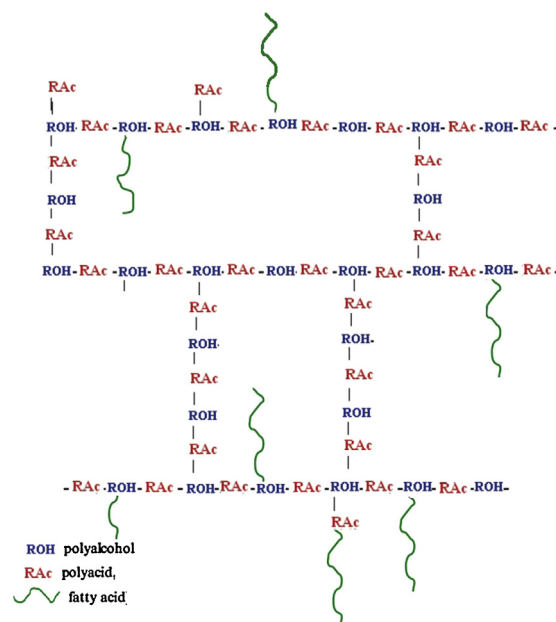 RAc RAc
ROH- RAc -ROH- RAc -ROH- RAc -ROH RAc -ROH- RAc -ROH- RAc -ROH- RAc -
RAc RAc
ROH ROH
RAc RAc
ROH- RAc -ROH- RAc -ROH- RAc -ROH- RAc -ROH- RAc -ROH- RAc -ROH- RAc -
RAc RAc
ROH- ROH-
RAc RAc
ROH ROH
RAc RAc
- RAc -ROH- RAc -ROH- RAc -ROH- RAc -ROH- RAc -ROH- RAc -ROH-
RAc
ROH polyalcohol
RAc polyacid,
fatty acid